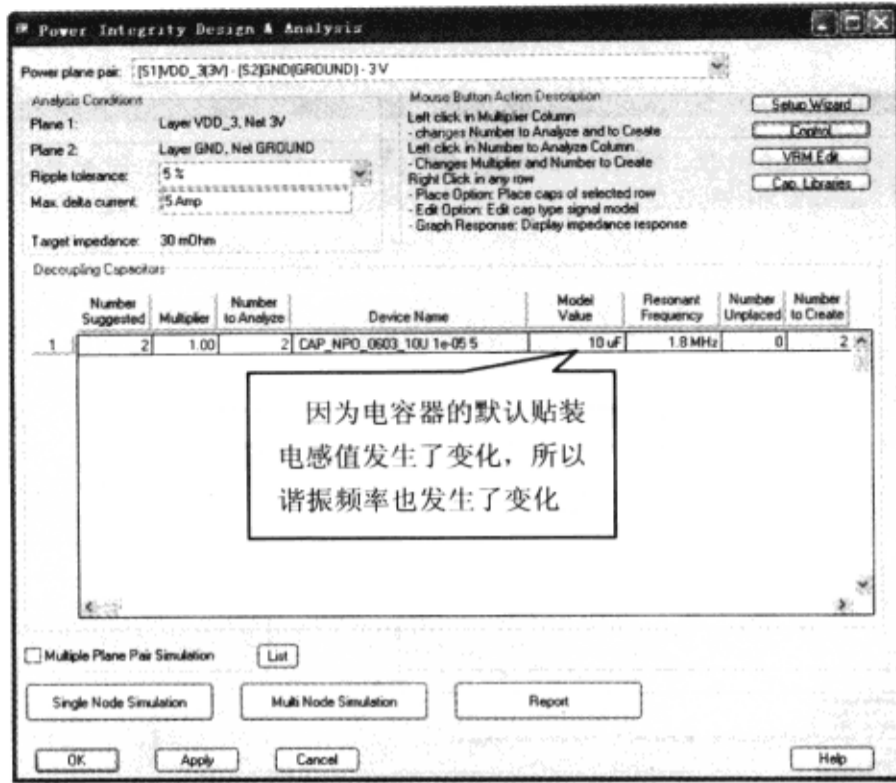 Power Integrity Design & Analysis
Power plane pair: [S1]VDD_3(3V) - [S2]GND(GROUND) - 3 V
Analysis Conditions
Plane 1: Layer VDD_3, Net 3V
Plane 2: Layer GND, Net GROUND
Ripple tolerance: 5 %
Max. delta current: 5 Amp
Target impedance: 30 mOhm
Mouse Button Action Description
Left click in Multiplier Column
- changes Number to Analyze and to Create
Left click in Number to Analyze Column
- Changes Multiplier and Number to Create
Right Click in any row
- Place Option: Place caps of selected row
- Edit Option: Edit cap type signal model
- Graph Response: Display impedance response
Setup Wizard
Control
VRM Edit
Cap. Libraries
Decoupling Capacitors
Number Suggested Multiplier Number to Analyze Device Name Model Value Resonant Frequency Number Unplaced Number to Create
1 2 1.00 2 CAP_NPO_0603_10U 1e-05 5 10 uF 1.8 MHz 0 2
因为电容器的默认贴装
电感值发生了变化，所以
谐振频率也发生了变化
Multiple Plane Pair Simulation List
Single Node Simulation Multi Node Simulation Report
OK Apply Cancel Help